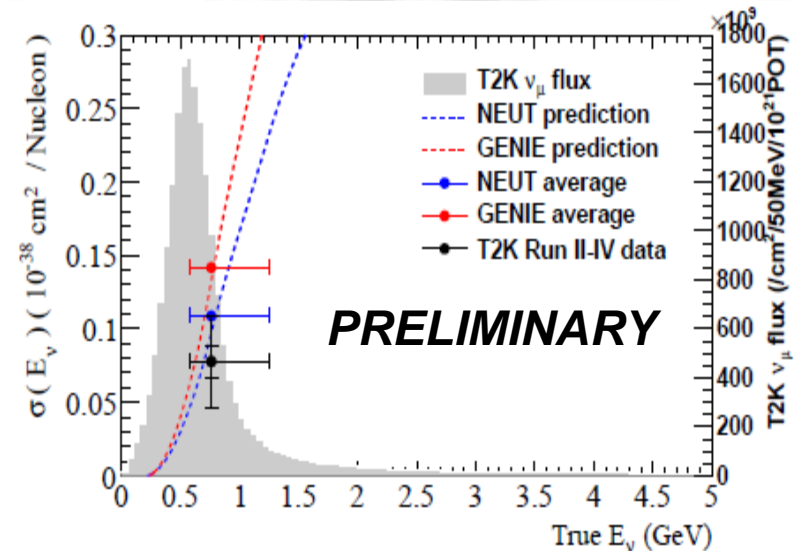 ×10⁹
σ( E_ν ) ( 10⁻³⁸ cm² / Nucleon )
0.3
0.25
0.2
0.15
0.1
0.05
0
T2K ν_μ flux
NEUT prediction
GENIE prediction
NEUT average
GENIE average
T2K Run II-IV data
PRELIMINARY
1800
1600
1400
1200
1000
800
600
400
200
0
T2K ν_μ flux (/cm²/50MeV/10²¹POT)
0 0.5 1 1.5 2 2.5 3 3.5 4 4.5 5
True E_ν (GeV)